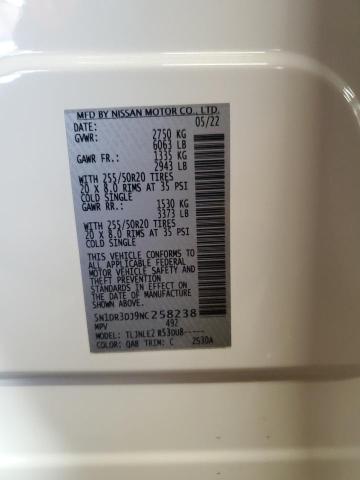 MFD BY NISSAN MOTOR CO., LTD.
DATE: 05/22
GVWR: 2750 KG
6063 LB
GAWR FR.: 1335 KG
2943 LB
WITH 255/50R20 TIRES
20 X 8.0 RIMS AT 35 PSI
COLD SINGLE
GAWR RR.: 1530 KG
3373 LB
WITH 255/50R20 TIRES
20 X 8.0 RIMS AT 35 PSI
COLD SINGLE
THIS VEHICLE CONFORMS TO
ALL APPLICABLE FEDERAL
MOTOR VEHICLE SAFETY AND
THEFT PREVENTION
STANDARDS IN EFFECT ON
THE DATE OF MANUFACTURE
SHOWN ABOVE.
5N1DR3DJ9NC258238
MPV 492
TLJNLE2 R53DU8-----
COLOR: QAB TRIM: C 2530A